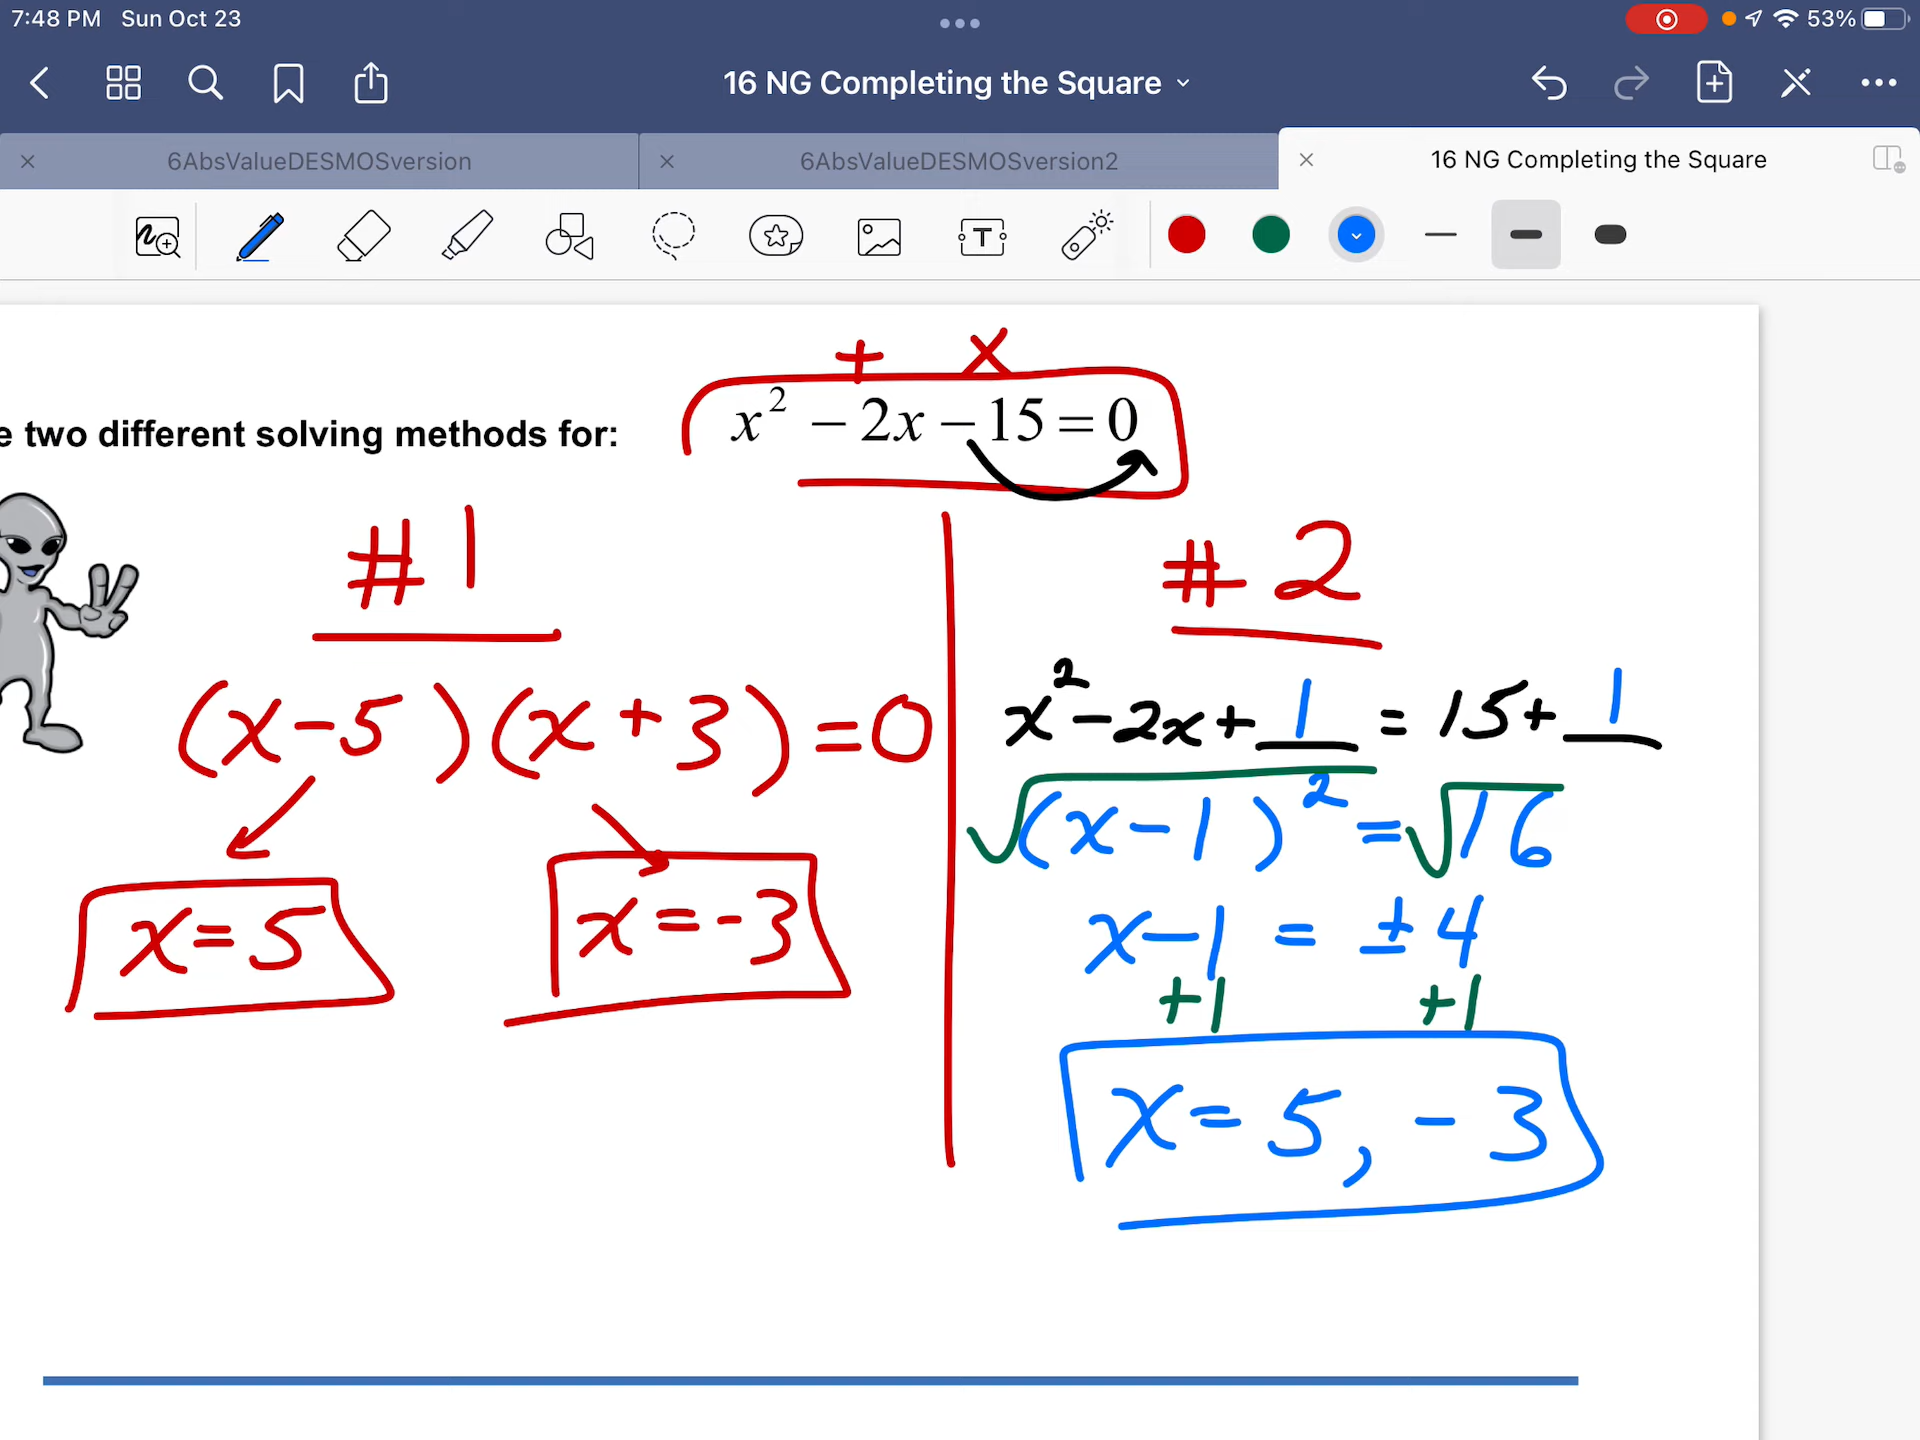 7:48 PM Sun Oct 23
53%
16 NG Completing the Square
6AbsValueDESMOSversion
6AbsValueDESMOSversion2
16 NG Completing the Square
T
+ x
e two different solving methods for:
x² − 2x − 15 = 0
#1
(x-5)(x+3)=0
x=5
x=-3
#2
x²-2x+1=15+1
√(x-1)²=√16
x-1 = ±4
+1 +1
x=5, -3